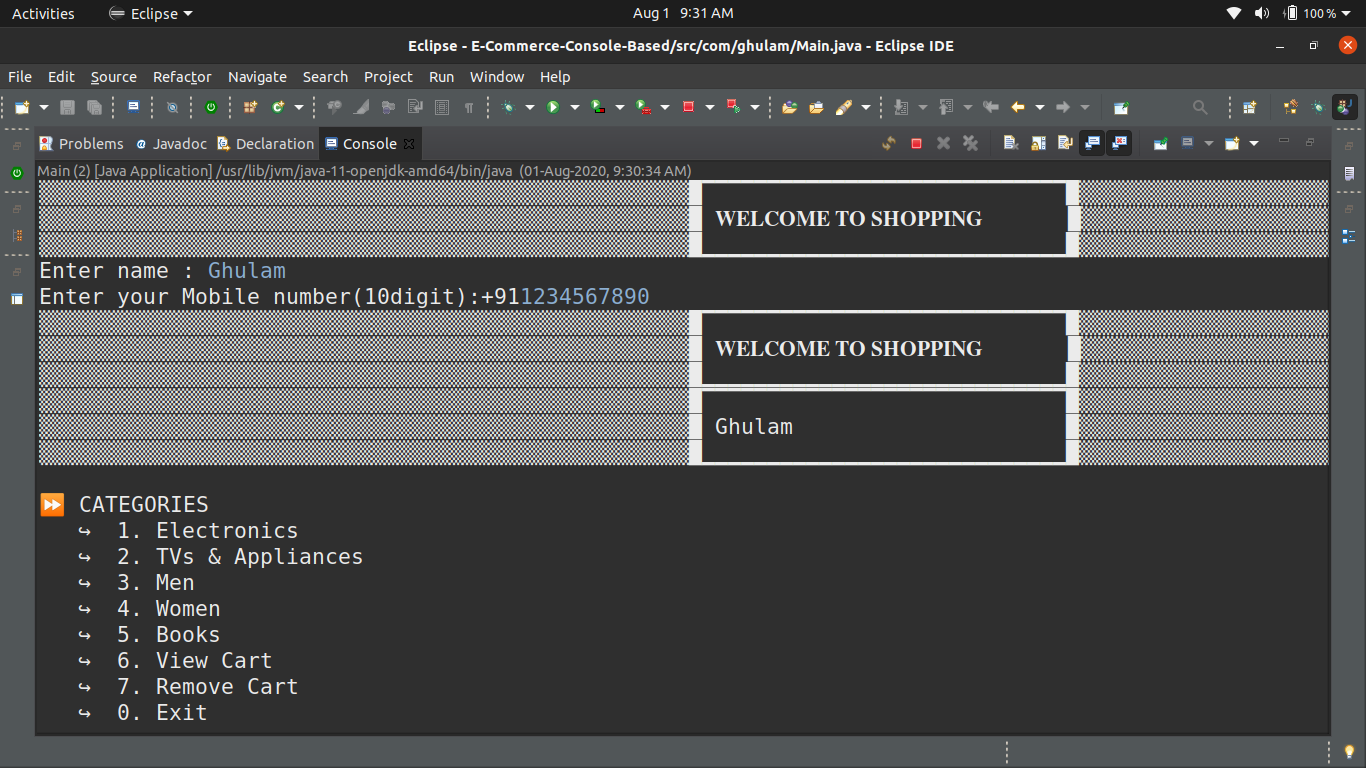 Activities Eclipse Aug 1 9:31 AM 100 %
Eclipse - E-Commerce-Console-Based/src/com/ghulam/Main.java - Eclipse IDE
File Edit Source Refactor Navigate Search Project Run Window Help
Problems Javadoc Declaration Console
Main (2) [Java Application] /usr/lib/jvm/java-11-openjdk-amd64/bin/java (01-Aug-2020, 9:30:34 AM)
WELCOME TO SHOPPING
Enter name : Ghulam
Enter your Mobile number(10digit):+911234567890
WELCOME TO SHOPPING
Ghulam
⏩ CATEGORIES
↪ 1. Electronics
↪ 2. TVs & Appliances
↪ 3. Men
↪ 4. Women
↪ 5. Books
↪ 6. View Cart
↪ 7. Remove Cart
↪ 0. Exit